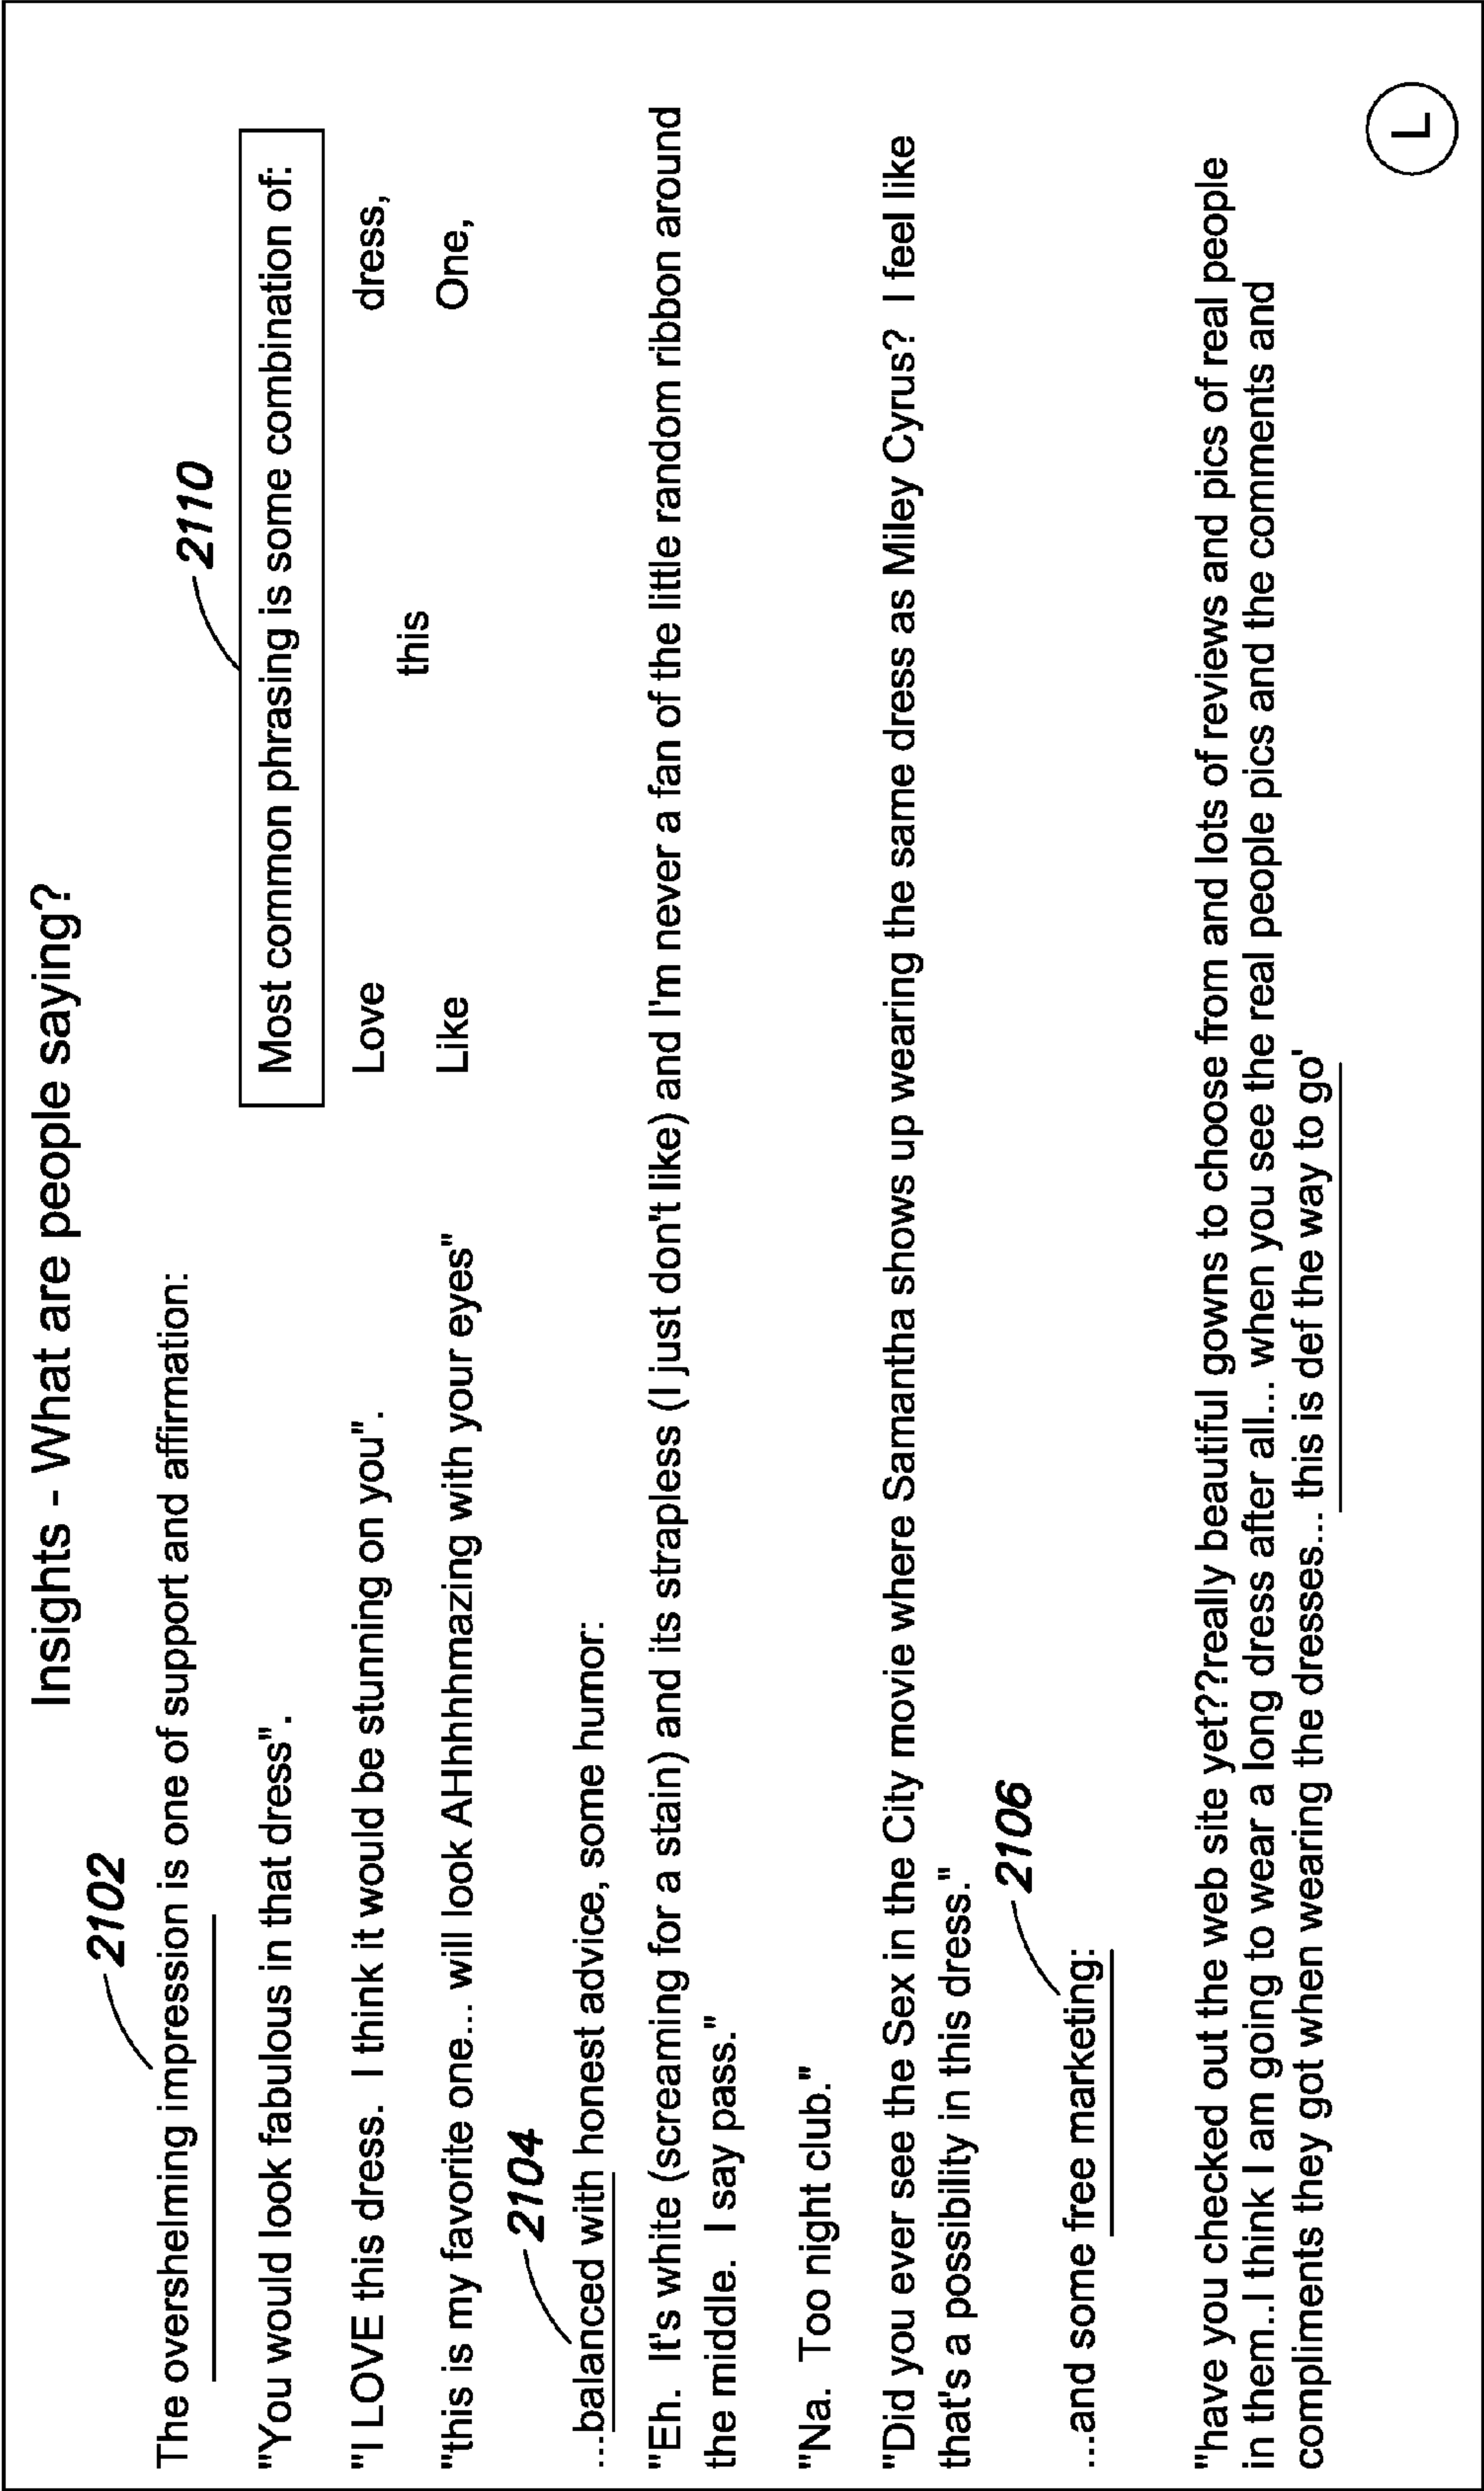 Insights - What are people saying?
2102
The overshelming impression is one of support and affirmation:
2110
Most common phrasing is some combination of:
"You would look fabulous in that dress".
"I LOVE this dress.  I think it would be stunning on you".
Love dress,
this
"this is my favorite one... will look AHhhhmazing with your eyes"
Like One,
2104
...balanced with honest advice, some humor:
"Eh.  It's white (screaming for a stain) and its strapless (I just don't like) and I'm never a fan of the little random ribbon around
the middle.  I say pass."
"Na.  Too night club."
"Did you ever see the Sex in the City movie where Samantha shows up wearing the same dress as Miley Cyrus?  I feel like
that's a possibility in this dress."
2106
...and some free marketing:
"have you checked out the web site yet??really beautiful gowns to choose from and lots of reviews and pics of real people
in them..I think I am going to wear a long dress after all... when you see the real people pics and the comments and
compliments they got when wearing the dresses... this is def the way to go'
L